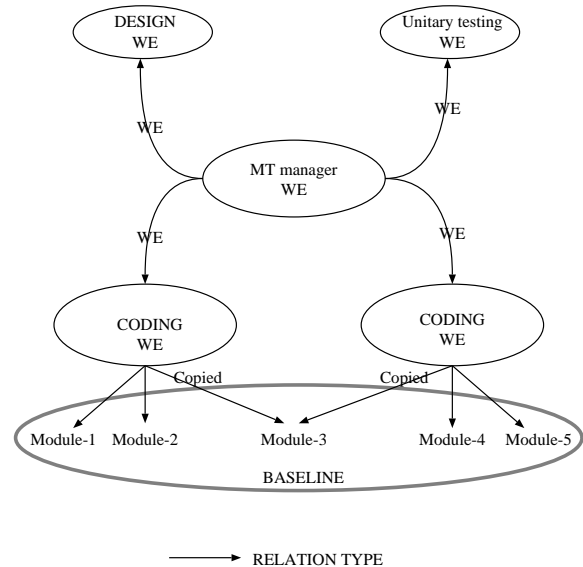 DESIGN
WE
Unitary testing
WE
WE
WE
MT manager
WE
WE
WE
CODING
WE
CODING
WE
Copied
Copied
Module-1
Module-2
Module-3
Module-4
Module-5
BASELINE
RELATION TYPE